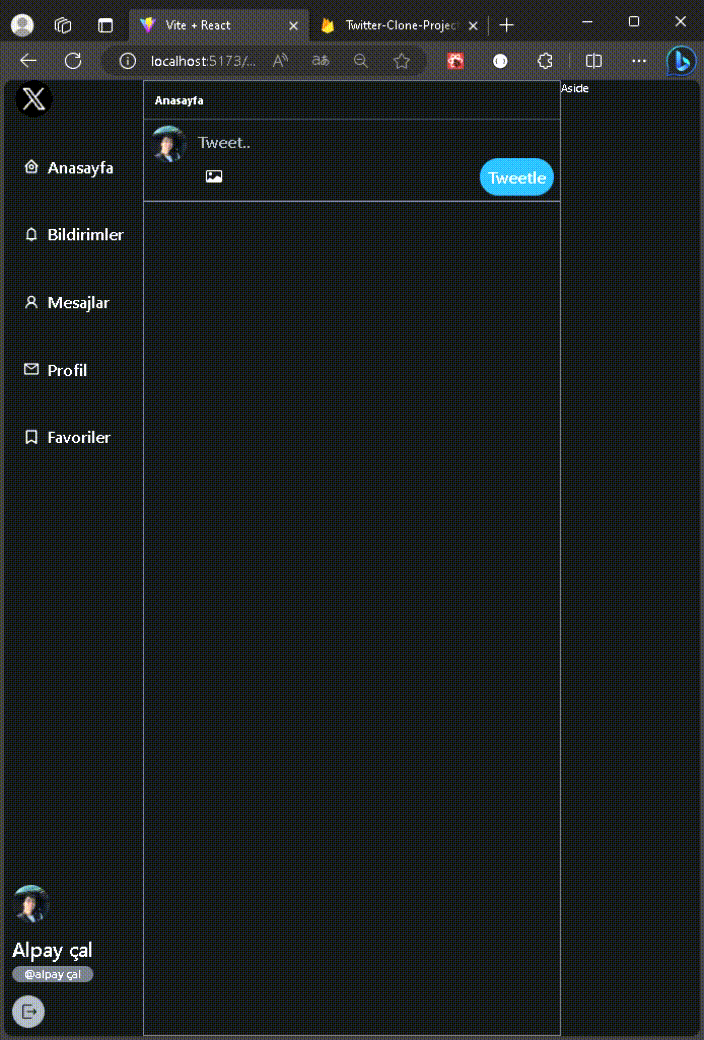 Vite + React
Twitter-Clone-Projec
localhost:5173/...
Anasayfa
Aside
Tweet..
Tweetle
Anasayfa
Bildirimler
Mesajlar
Profil
Favoriler
Alpay çal
@alpay çal